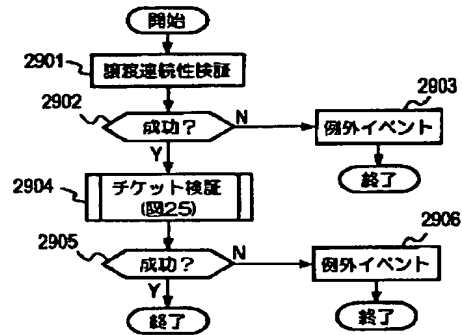 開始
2901
譲渡連続性検証
2902
成功?
N
2903
例外イベント
終了
Y
2904
チケット検証
(図25)
2905
成功?
N
2906
例外イベント
終了
Y
終了